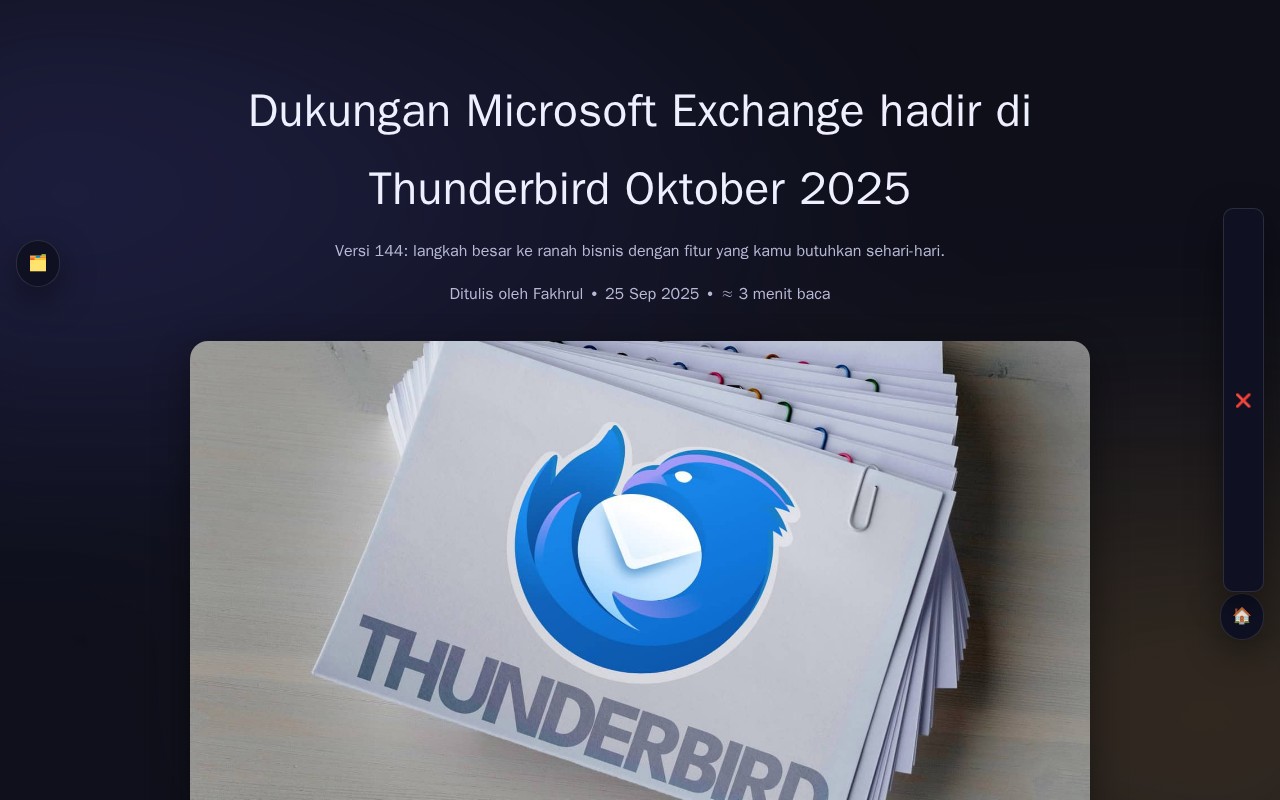 Dukungan Microsoft Exchange hadir di
Thunderbird Oktober 2025
Versi 144: langkah besar ke ranah bisnis dengan fitur yang kamu butuhkan sehari-hari.
Ditulis oleh Fakhrul • 25 Sep 2025 • ≈ 3 menit baca
THUNDERBIRD